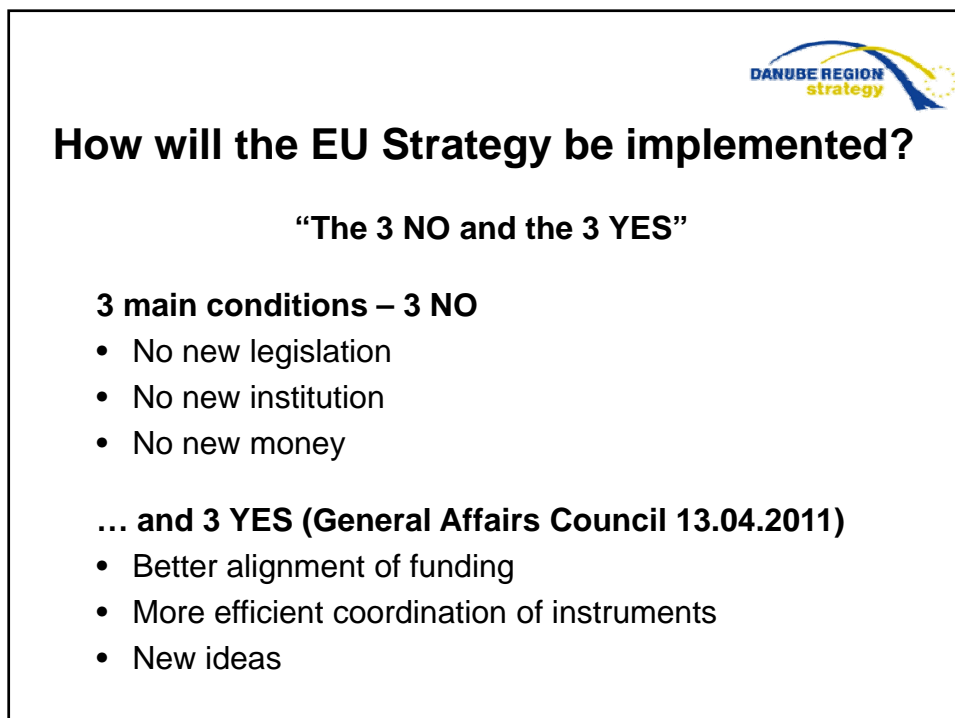 DANUBE REGION
strategy
How will the EU Strategy be implemented?
“The 3 NO and the 3 YES”
3 main conditions – 3 NO
• No new legislation
• No new institution
• No new money
… and 3 YES (General Affairs Council 13.04.2011)
• Better alignment of funding
• More efficient coordination of instruments
• New ideas